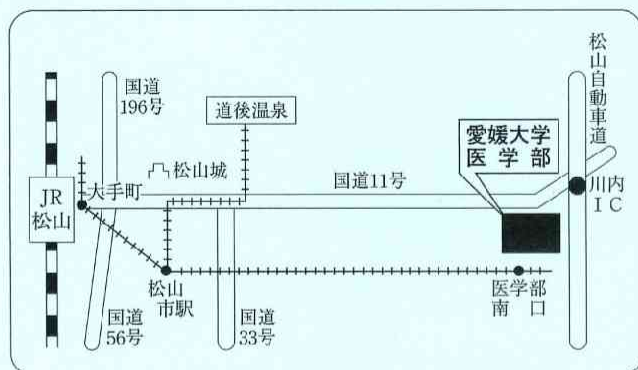 国道
196号
道後温泉
松山自動車道
愛媛大学
医学部
松山城
国道11号
大手町
JR
松山
川内
IC
松山
市駅
医学部
南口
国道
56号
国道
33号